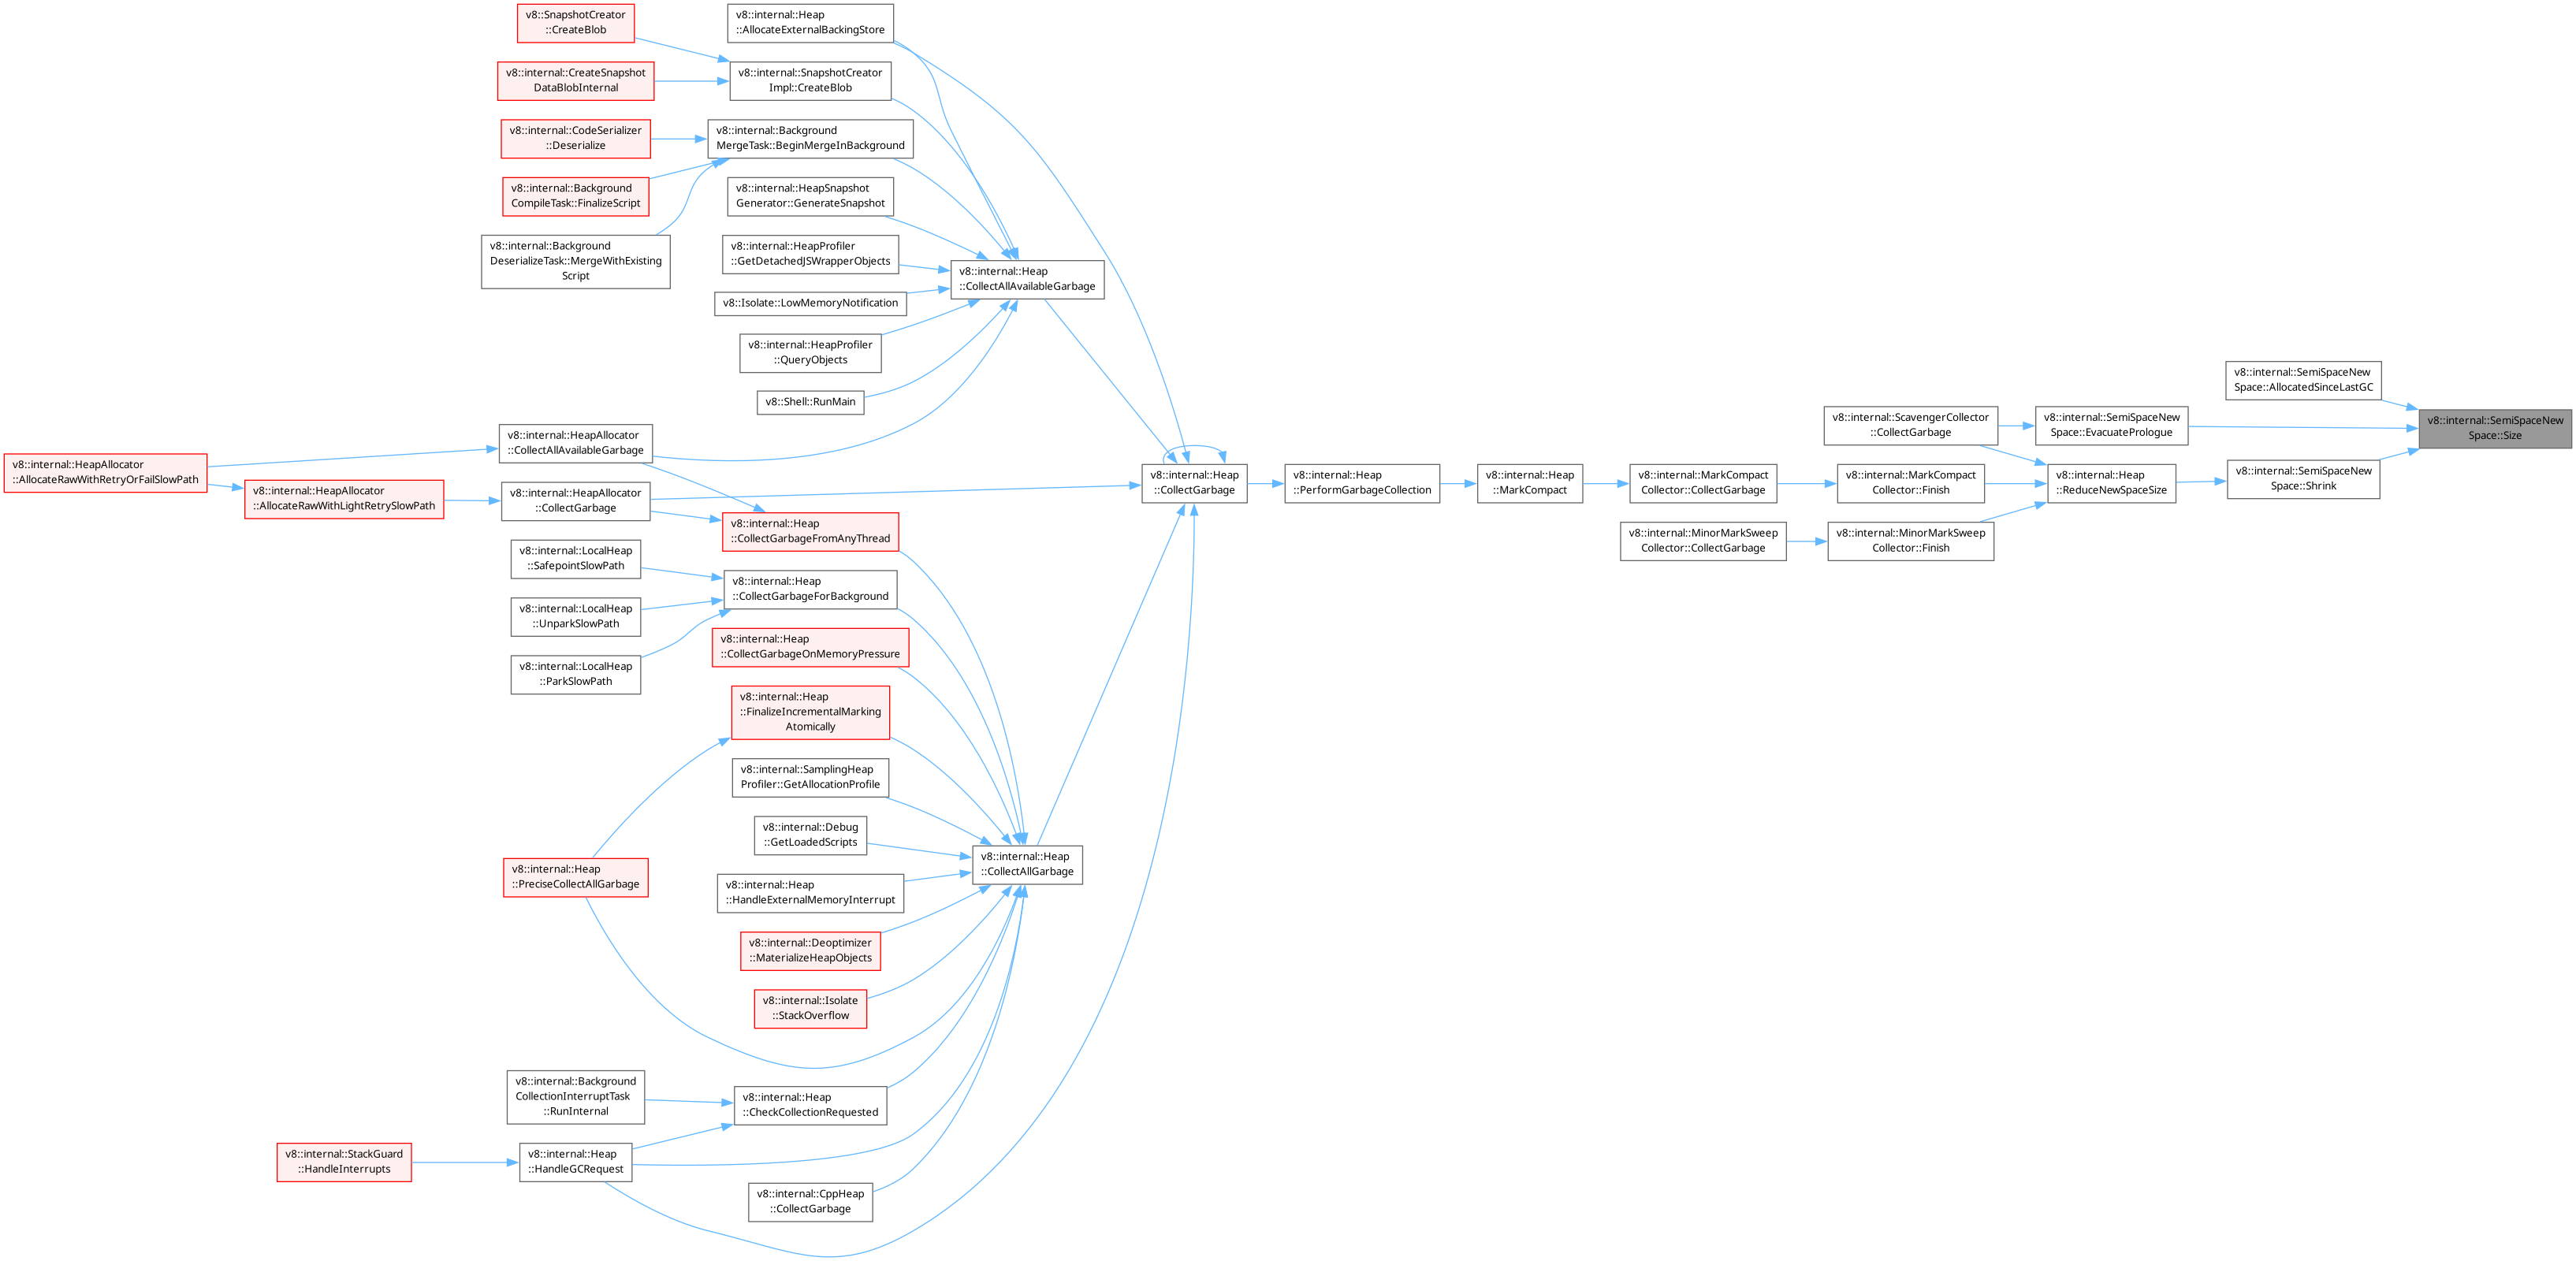 v8::SnapshotCreator
::CreateBlob
v8::internal::Heap
::AllocateExternalBackingStore
v8::internal::CreateSnapshot
DataBlobInternal
v8::internal::SnapshotCreator
Impl::CreateBlob
v8::internal::CodeSerializer
::Deserialize
v8::internal::Background
MergeTask::BeginMergeInBackground
v8::internal::Background
CompileTask::FinalizeScript
v8::internal::HeapSnapshot
Generator::GenerateSnapshot
v8::internal::Background
DeserializeTask::MergeWithExisting
Script
v8::internal::HeapProfiler
::GetDetachedJSWrapperObjects
v8::internal::Heap
::CollectAllAvailableGarbage
v8::Isolate::LowMemoryNotification
v8::internal::HeapProfiler
::QueryObjects
v8::Shell::RunMain
v8::internal::SemiSpaceNew
Space::AllocatedSinceLastGC
v8::internal::HeapAllocator
::CollectAllAvailableGarbage
v8::internal::ScavengerCollector
::CollectGarbage
v8::internal::SemiSpaceNew
Space::EvacuatePrologue
v8::internal::SemiSpaceNew
Space::Size
v8::internal::HeapAllocator
::AllocateRawWithRetryOrFailSlowPath
v8::internal::HeapAllocator
::AllocateRawWithLightRetrySlowPath
v8::internal::HeapAllocator
::CollectGarbage
v8::internal::Heap
::CollectGarbage
v8::internal::Heap
::PerformGarbageCollection
v8::internal::Heap
::MarkCompact
v8::internal::MarkCompact
Collector::CollectGarbage
v8::internal::MarkCompact
Collector::Finish
v8::internal::Heap
::ReduceNewSpaceSize
v8::internal::SemiSpaceNew
Space::Shrink
v8::internal::Heap
::CollectGarbageFromAnyThread
v8::internal::MinorMarkSweep
Collector::CollectGarbage
v8::internal::MinorMarkSweep
Collector::Finish
v8::internal::LocalHeap
::SafepointSlowPath
v8::internal::Heap
::CollectGarbageForBackground
v8::internal::LocalHeap
::UnparkSlowPath
v8::internal::Heap
::CollectGarbageOnMemoryPressure
v8::internal::LocalHeap
::ParkSlowPath
v8::internal::Heap
::FinalizeIncrementalMarking
Atomically
v8::internal::SamplingHeap
Profiler::GetAllocationProfile
v8::internal::Debug
::GetLoadedScripts
v8::internal::Heap
::CollectAllGarbage
v8::internal::Heap
::PreciseCollectAllGarbage
v8::internal::Heap
::HandleExternalMemoryInterrupt
v8::internal::Deoptimizer
::MaterializeHeapObjects
v8::internal::Isolate
::StackOverflow
v8::internal::Background
CollectionInterruptTask
::RunInternal
v8::internal::Heap
::CheckCollectionRequested
v8::internal::StackGuard
::HandleInterrupts
v8::internal::Heap
::HandleGCRequest
v8::internal::CppHeap
::CollectGarbage